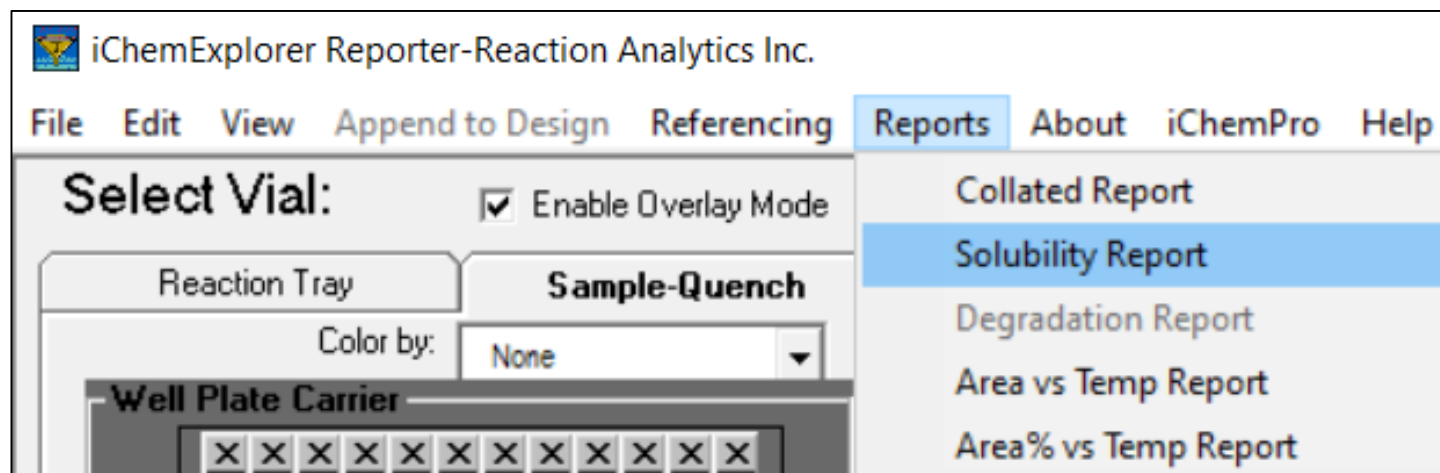 iChemExplorer Reporter-Reaction Analytics Inc.
File Edit View Append to Design Referencing Reports About iChemPro Help
Select Vial:
Enable Overlay Mode
Reaction Tray
Sample-Quench
Color by:
None
Well Plate Carrier
X X X X X X X X X X X X
Collated Report
Solubility Report
Degradation Report
Area vs Temp Report
Area% vs Temp Report